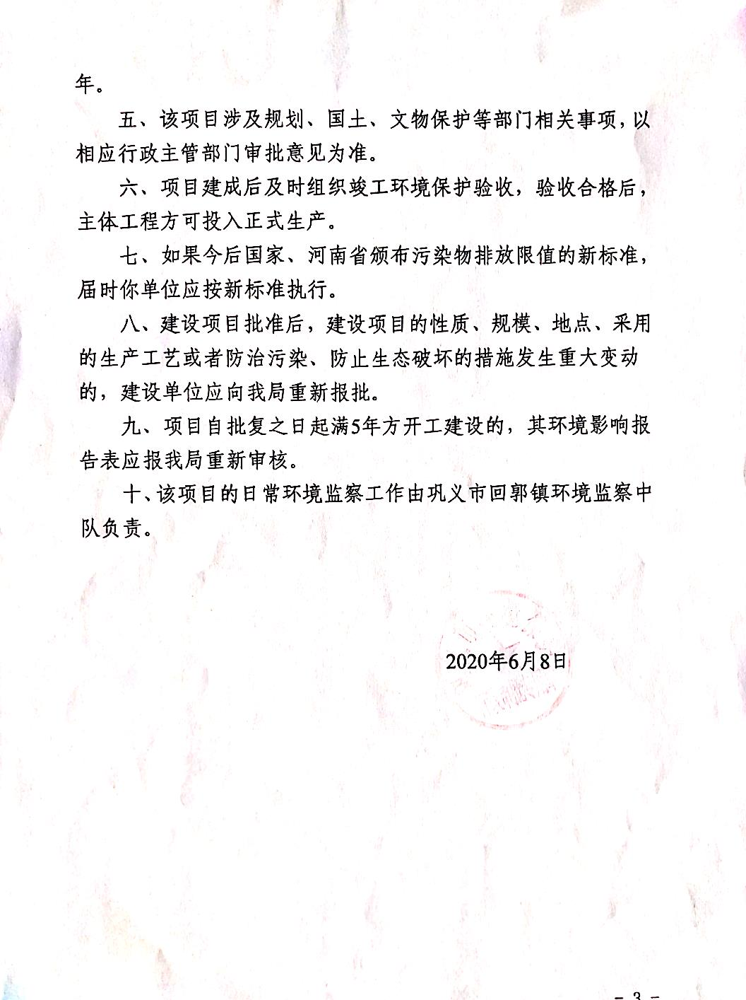 年。
五、该项目涉及规划、国土、文物保护等部门相关事项，以
相应行政主管部门审批意见为准。
六、项目建成后及时组织竣工环境保护验收，验收合格后，
主体工程方可投入正式生产。
七、如果今后国家、河南省颁布污染物排放限值的新标准，
届时你单位应按新标准执行。
八、建设项目批准后，建设项目的性质、规模、地点、采用
的生产工艺或者防治污染、防止生态破坏的措施发生重大变动
的，建设单位应向我局重新报批。
九、项目自批复之日起满5年方开工建设的，其环境影响报
告表应报我局重新审核。
十、该项目的日常环境监察工作由巩义市回郭镇环境监察中
队负责。
2020年6月8日
- 3 -